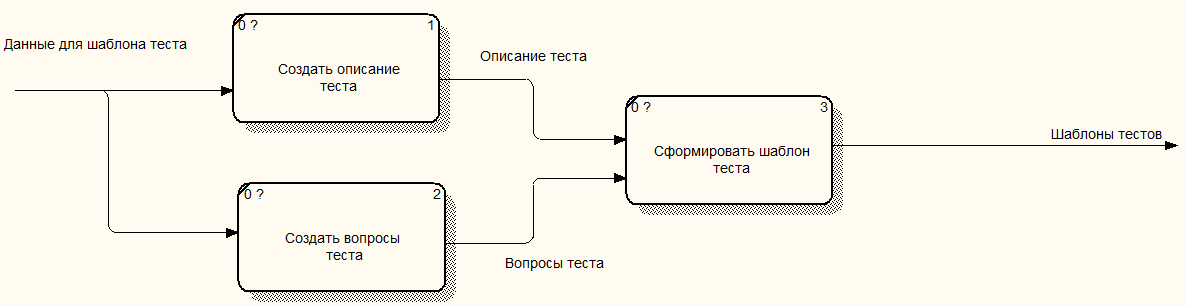 0 ? 1
Данные для шаблона теста
Создать описание
теста
Описание теста
0 ? 3
Сформировать шаблон
теста
Шаблоны тестов
0 ? 2
Создать вопросы
теста
Вопросы теста